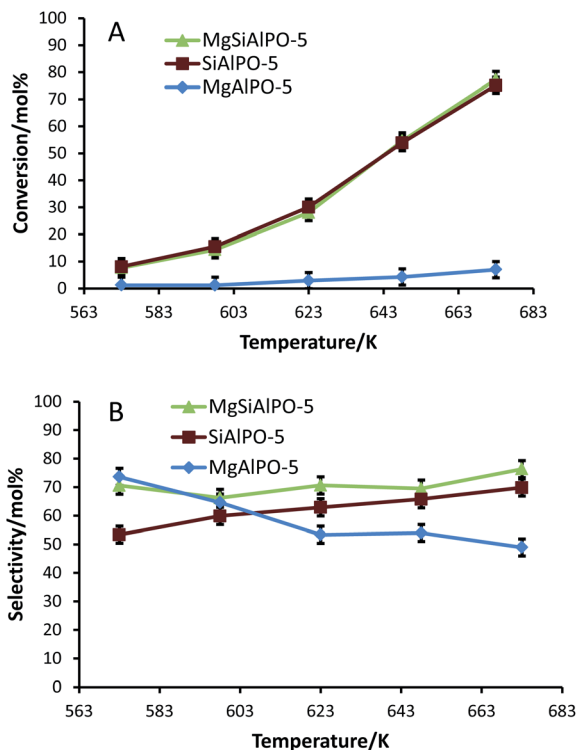 A
MgSiAlPO-5
SiAlPO-5
MgAlPO-5
Conversion/mol%
100
90
80
70
60
50
40
30
20
10
0
563 583 603 623 643 663 683
Temperature/K
B
MgSiAlPO-5
SiAlPO-5
MgAlPO-5
Selectivity/mol%
100
90
80
70
60
50
40
30
20
10
0
563 583 603 623 643 663 683
Temperature/K